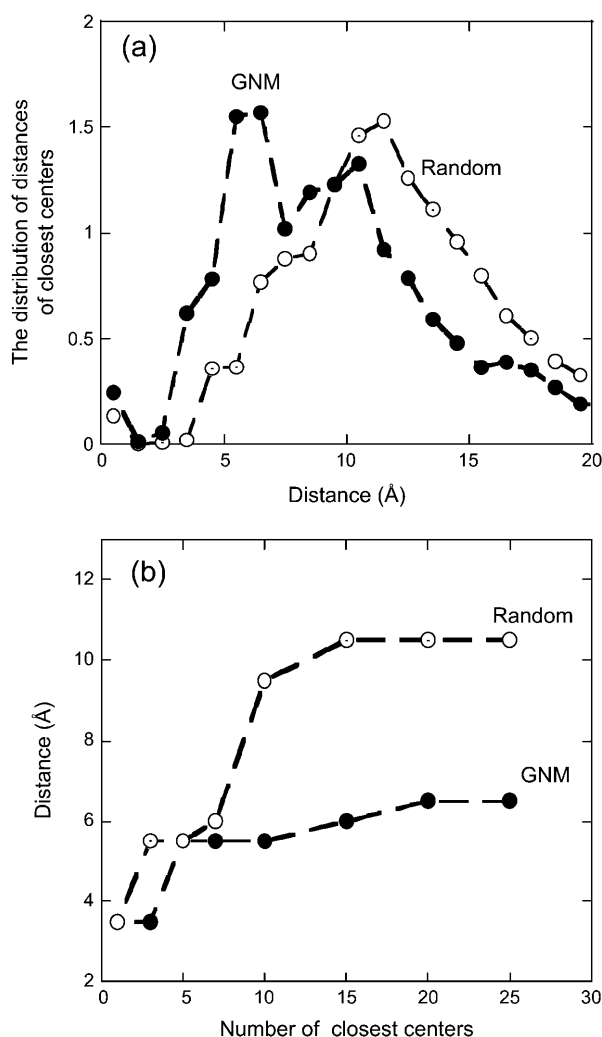 (a)
GNM
Random
The distribution of distances
of closest centers
2
1.5
1
0.5
0
0
5
10
15
20
Distance (Å)
(b)
Random
GNM
Distance (Å)
12
10
8
6
4
2
0
5
10
15
20
25
30
Number of closest centers